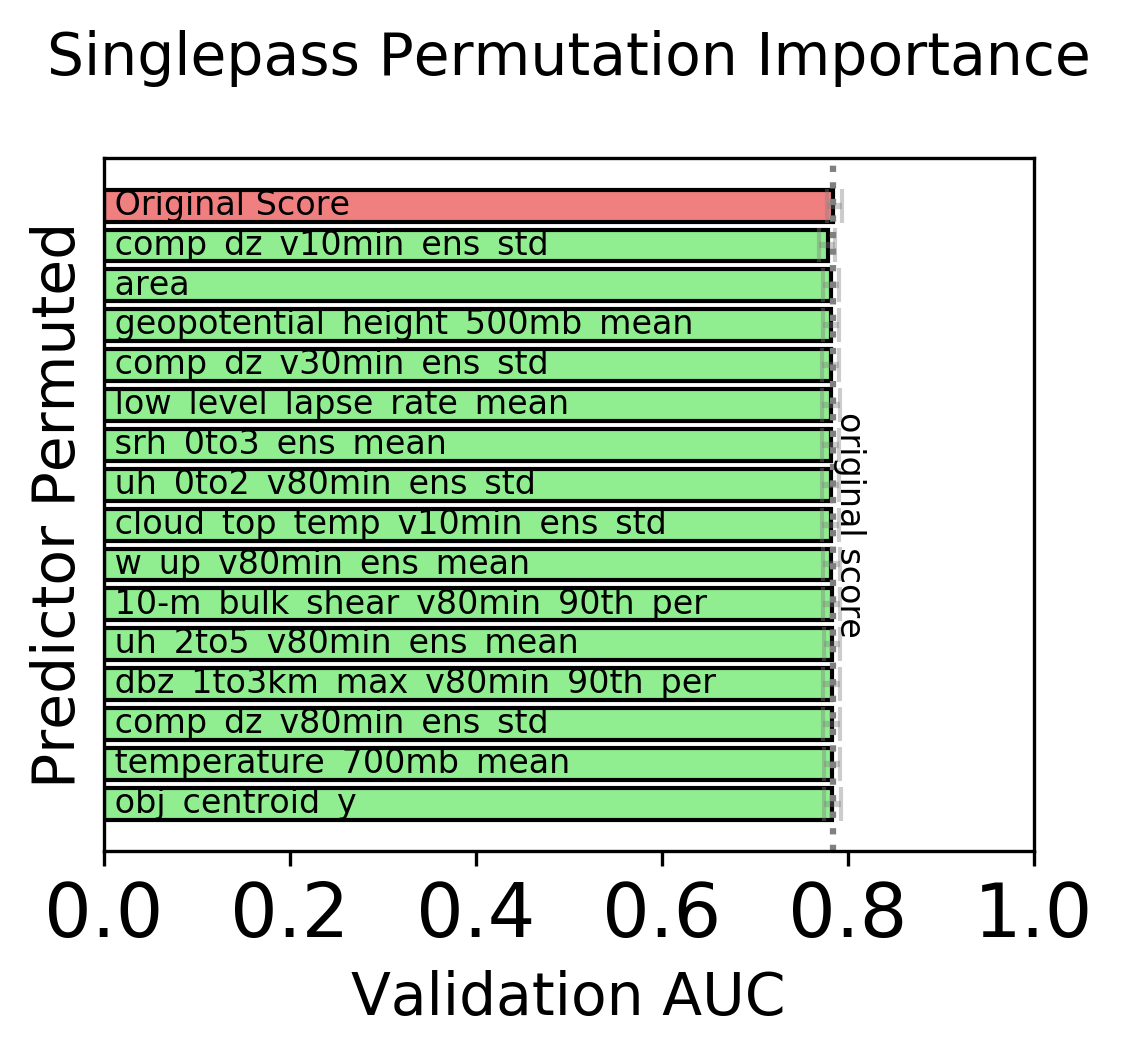 Singlepass Permutation Importance
Predictor Permuted
Original Score
comp dz v10min ens std
area
geopotential height 500mb mean
comp dz v30min ens std
low level lapse rate mean
srh 0to3 ens mean
uh 0to2 v80min ens std
cloud top temp v10min ens std
w up v80min ens mean
10-m bulk shear v80min 90th per
uh 2to5 v80min ens mean
dbz 1to3km max v80min 90th per
comp dz v80min ens std
temperature 700mb mean
obj centroid y
original score
0.0 0.2 0.4 0.6 0.8 1.0
Validation AUC